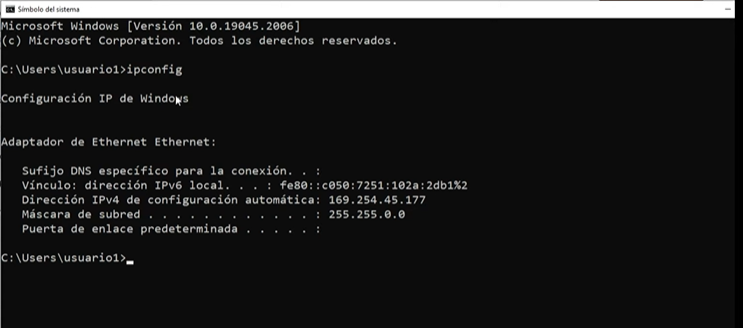 Símbolo del sistema
Microsoft Windows [Versión 10.0.19045.2006]
(c) Microsoft Corporation. Todos los derechos reservados.
C:\Users\usuario1>ipconfig
Configuración IP de Windows
Adaptador de Ethernet Ethernet:
Sufijo DNS específico para la conexión. . :
Vínculo: dirección IPv6 local. . . : fe80::c050:7251:102a:2db1%2
Dirección IPv4 de configuración automática: 169.254.45.177
Máscara de subred . . . . . . . . . . . . : 255.255.0.0
Puerta de enlace predeterminada . . . . . :
C:\Users\usuario1>